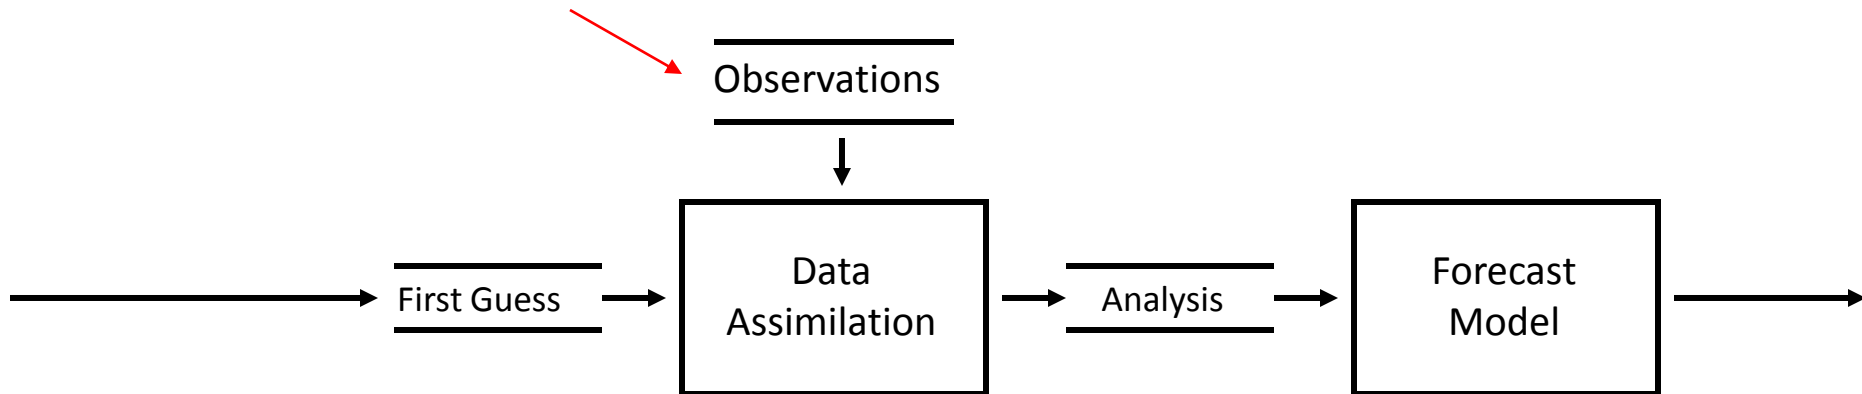 Observations
First Guess
Data
Assimilation
Analysis
Forecast
Model